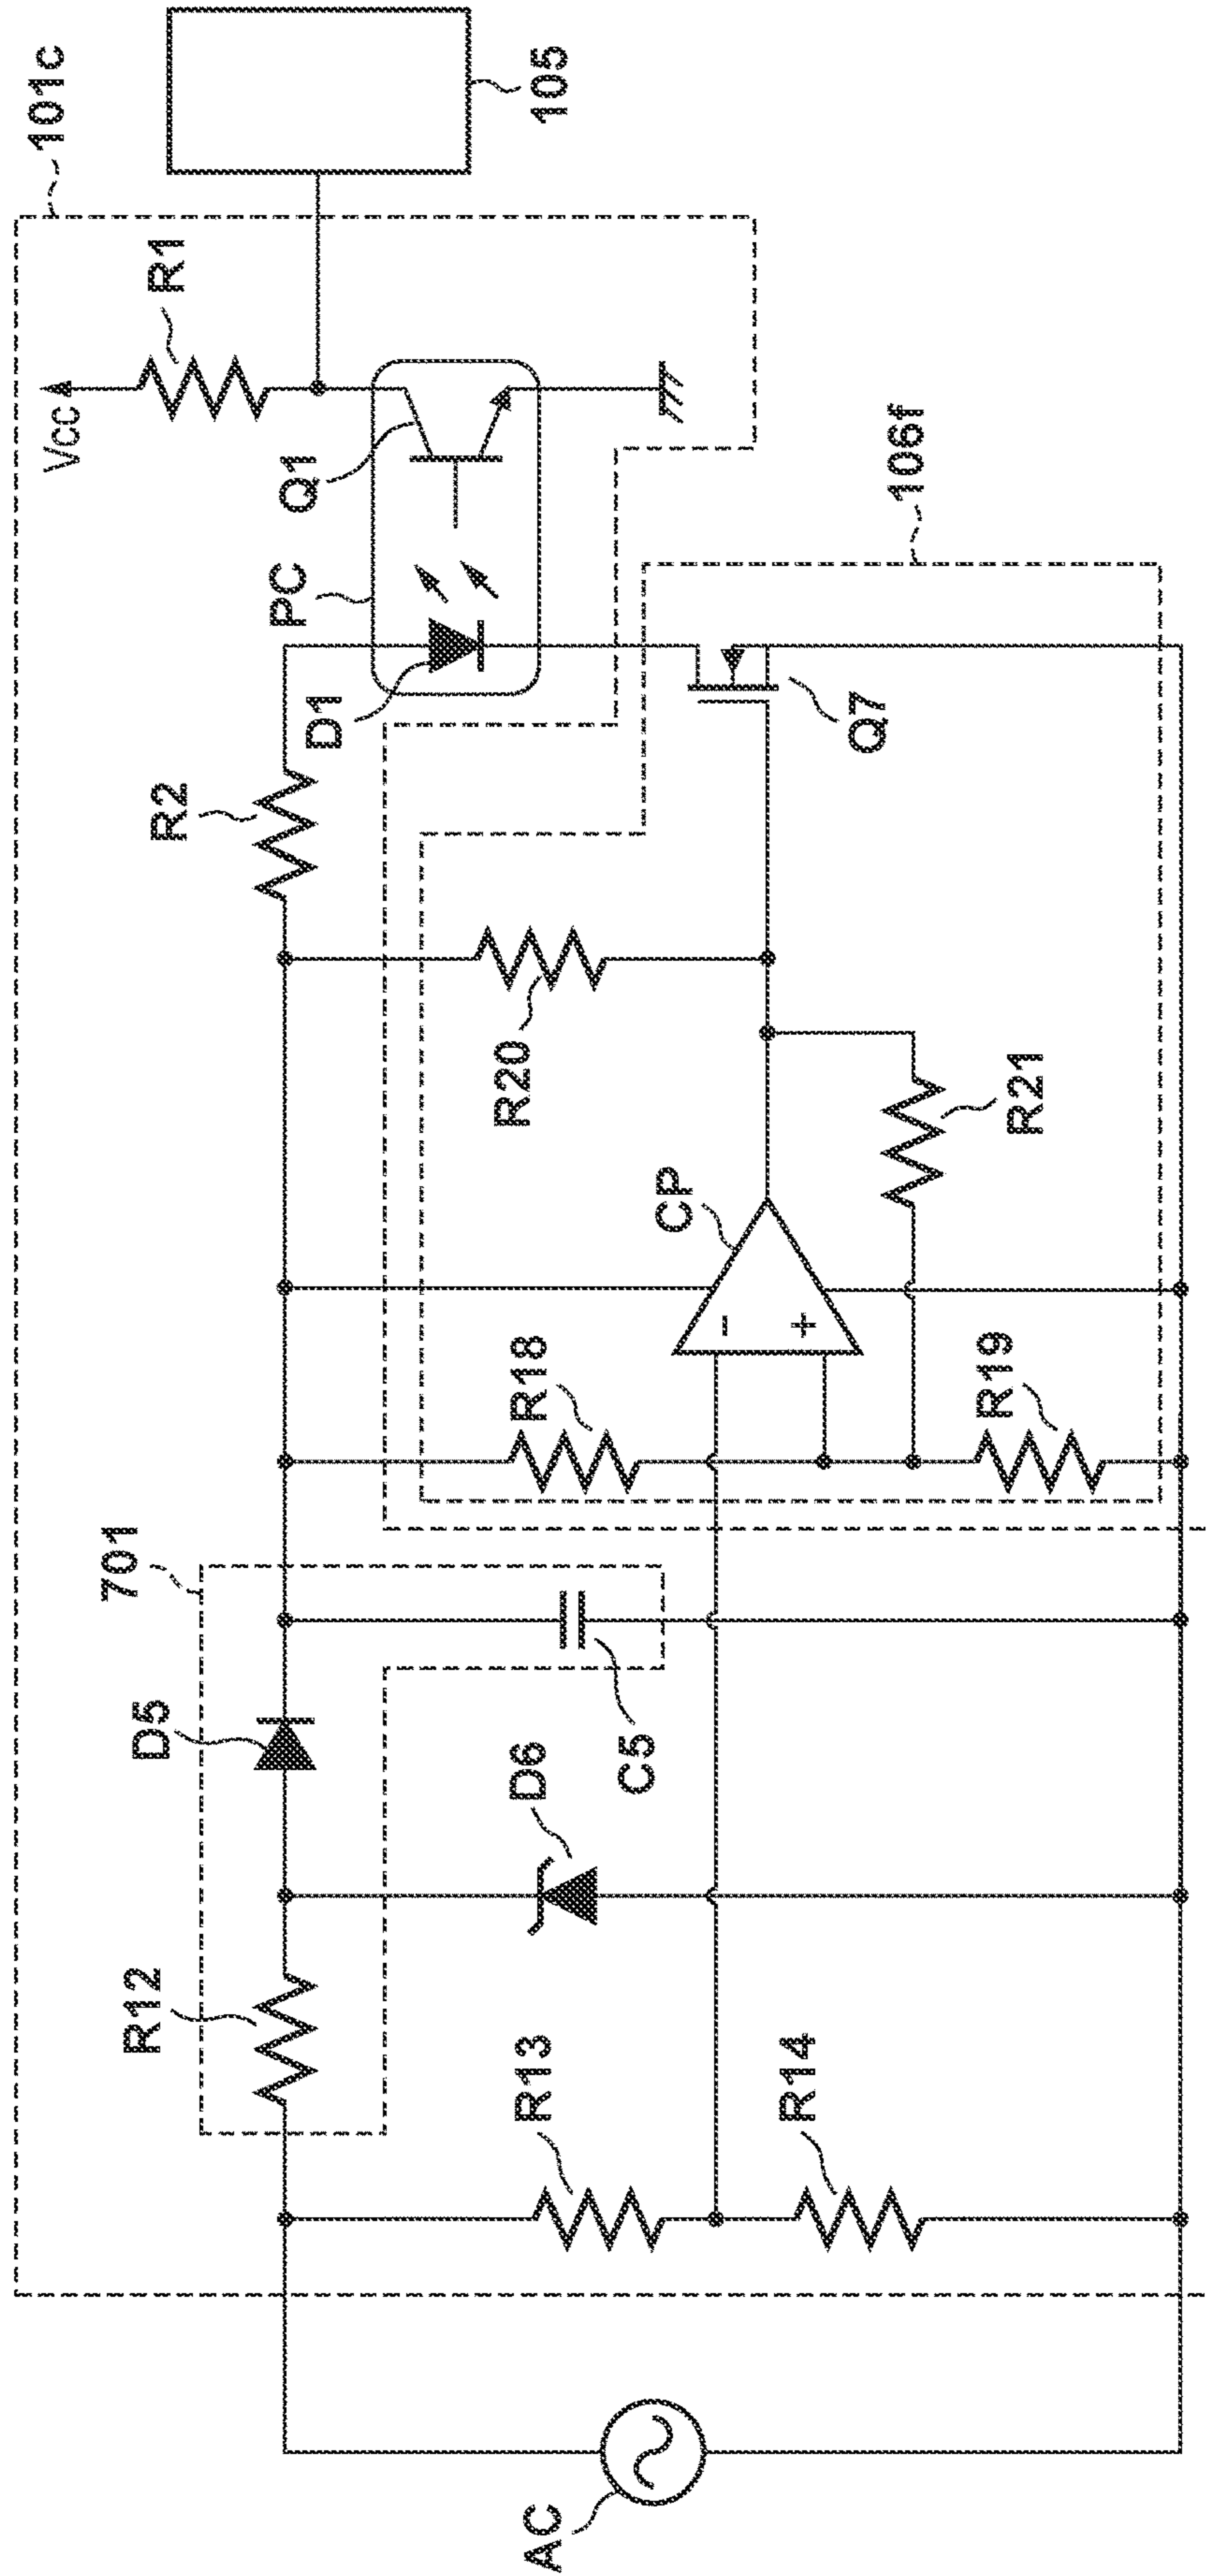 101c
105
Vcc
R1
Q1
PC
D1
R2
106f
Q7
R20
R21
CP
R18
R19
701
D5
C5
D6
R12
R13
R14
AC
-
+